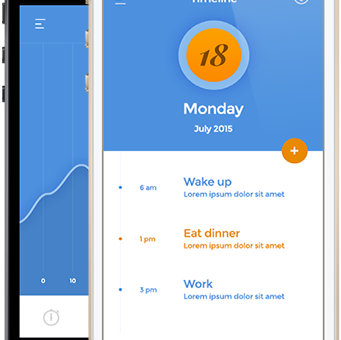 Timeline
18
Monday
July 2015
+
6 am
Wake up
Lorem ipsum dolor sit amet
1 pm
Eat dinner
Lorem ipsum dolor sit amet
3 pm
Work
Lorem ipsum dolor sit amet
0 10